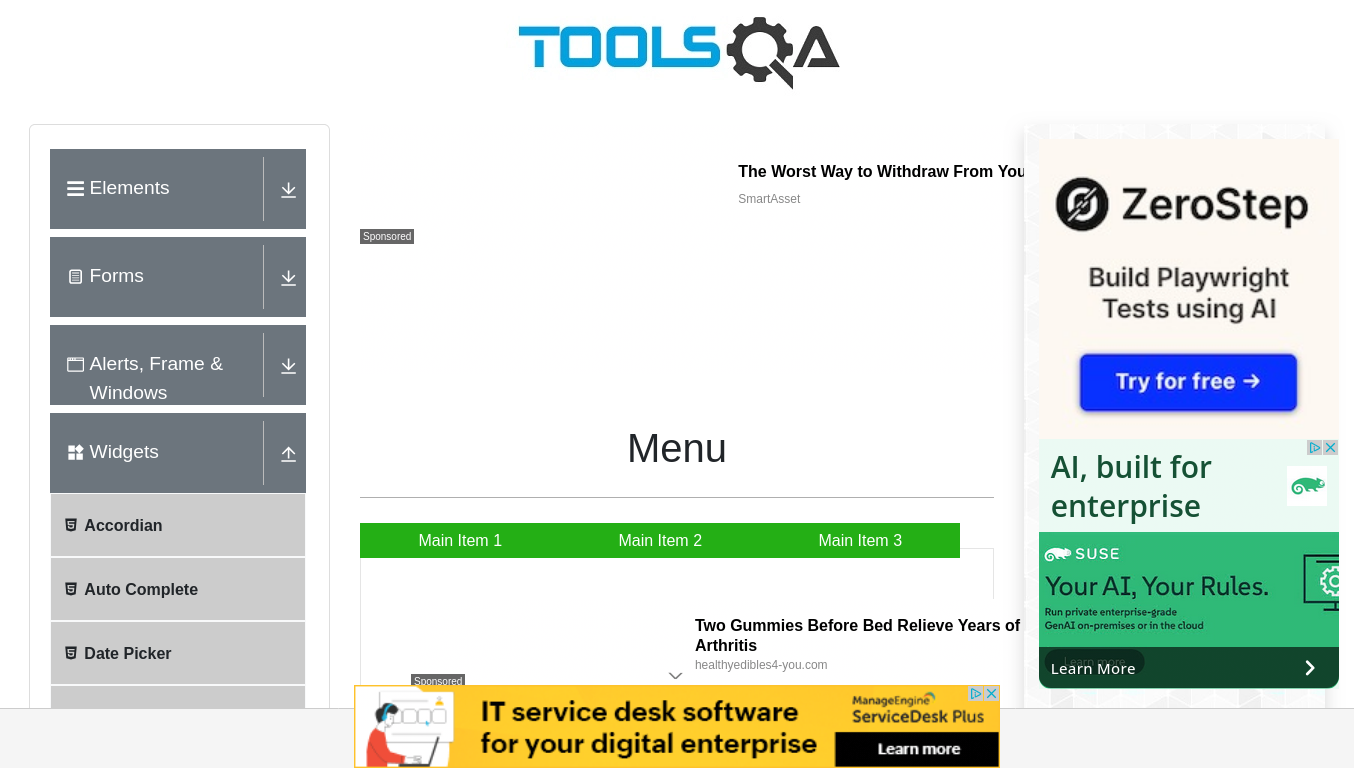 TOOLSQA
Elements
Forms
Alerts, Frame &
Windows
Widgets
Accordian
Auto Complete
Date Picker
The Worst Way to Withdraw From You
SmartAsset
Sponsored
Menu
Main Item 1
Main Item 2
Main Item 3
Two Gummies Before Bed Relieve Years of
Arthritis
healthyedibles4-you.com
Sponsored
ZeroStep
Build Playwright
Tests using AI
Try for free →
AI, built for
enterprise
SUSE
Your AI, Your Rules.
Run private enterprise-grade
GenAI on-premises or in the cloud
Learn more
Learn More
IT service desk software
for your digital enterprise
ManageEngine
ServiceDesk Plus
Learn more